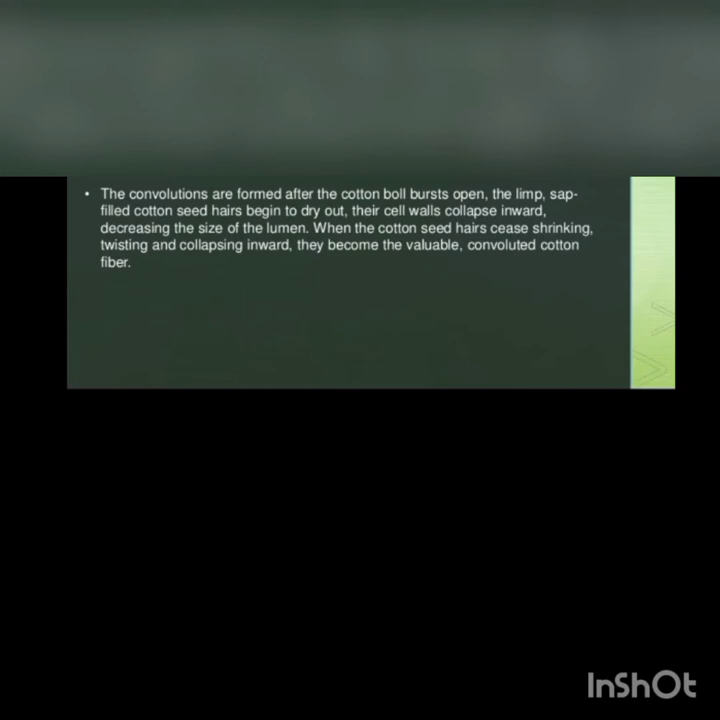 • The convolutions are formed after the cotton boll bursts open, the limp, sap-
filled cotton seed hairs begin to dry out, their cell walls collapse inward,
decreasing the size of the lumen. When the cotton seed hairs cease shrinking,
twisting and collapsing inward, they become the valuable, convoluted cotton
fiber.
InShOt